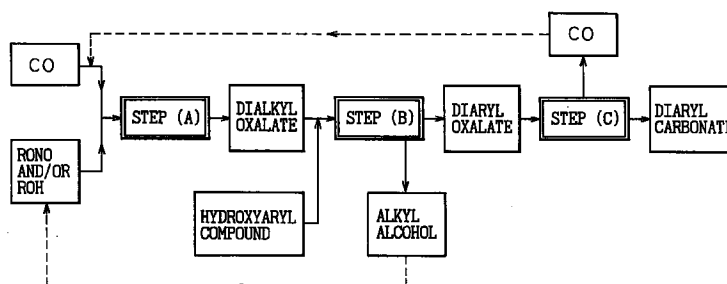 CO
CO
STEP (A)
DIALKYL
OXALATE
STEP (B)
DIARYL
OXALATE
STEP (C)
DIARYL
CARBONATE
RONO
AND/OR
ROH
HYDROXYARYL
COMPOUND
ALKYL
ALCOHOL